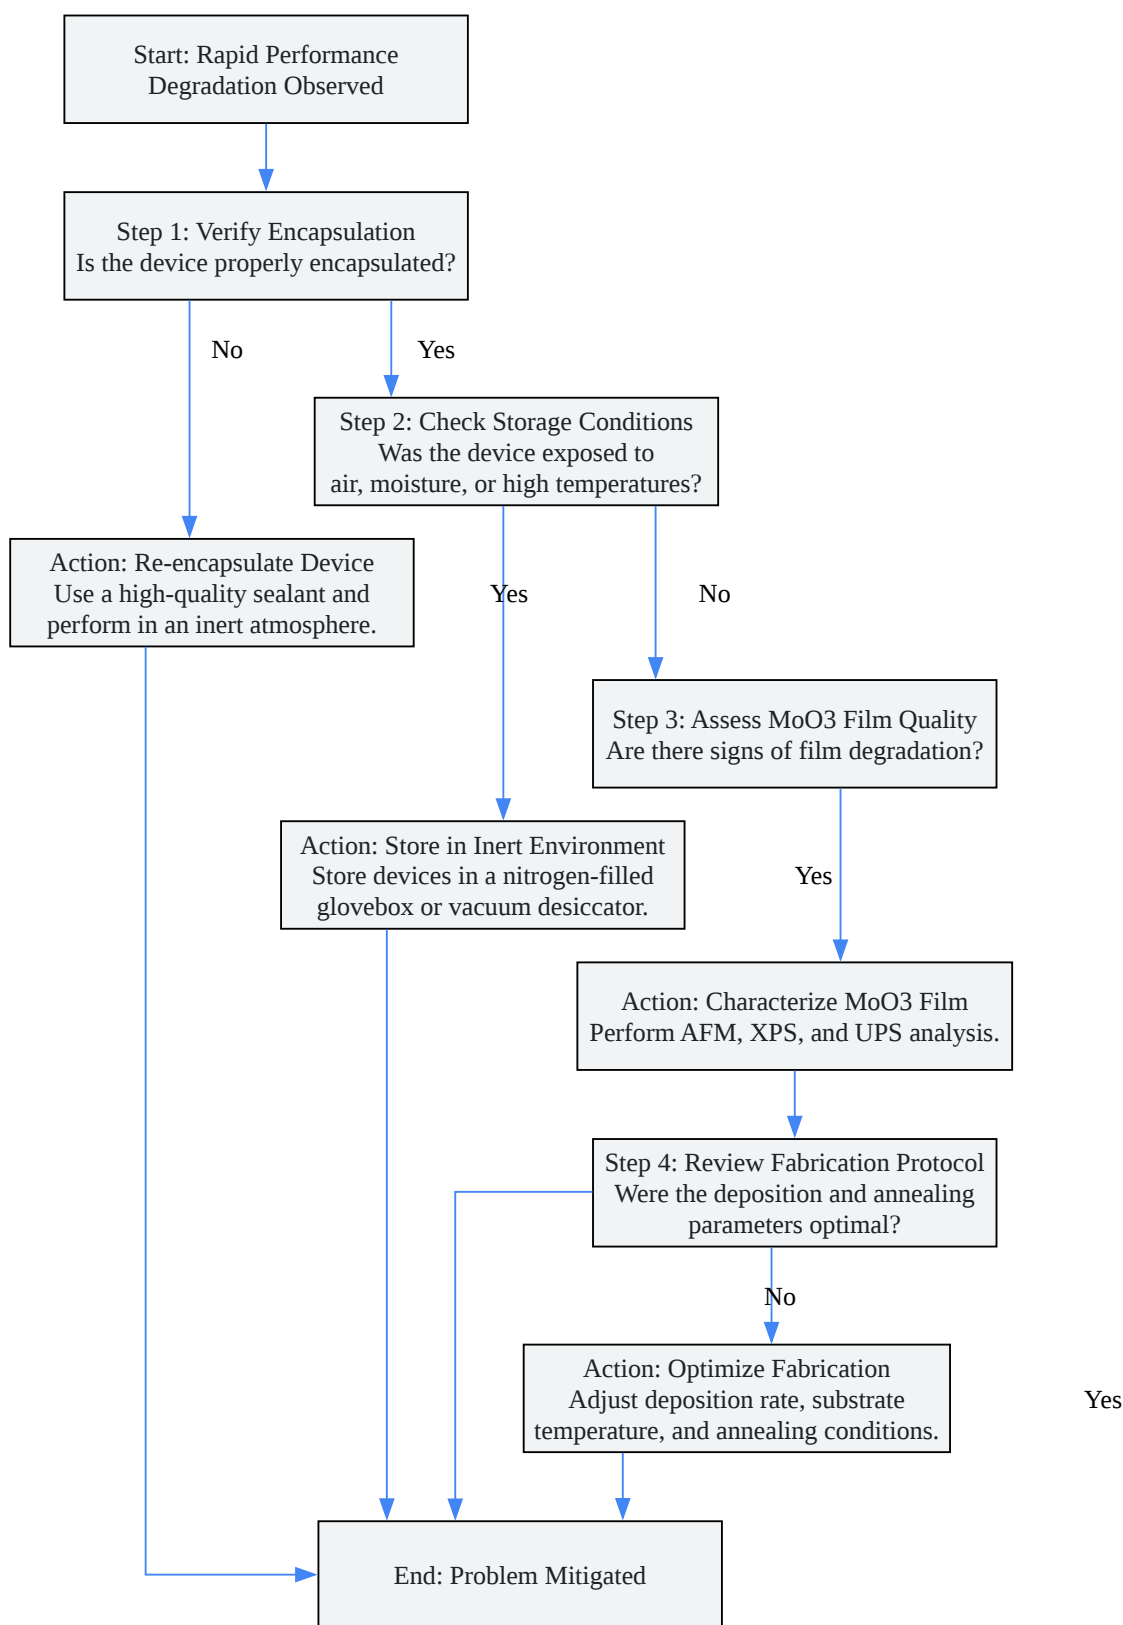 Start: Rapid Performance
Degradation Observed
Step 1: Verify Encapsulation
Is the device properly encapsulated?
No
Yes
Step 2: Check Storage Conditions
Was the device exposed to
air, moisture, or high temperatures?
Action: Re-encapsulate Device
Use a high-quality sealant and
perform in an inert atmosphere.
Yes
No
Step 3: Assess MoO3 Film Quality
Are there signs of film degradation?
Action: Store in Inert Environment
Store devices in a nitrogen-filled
glovebox or vacuum desiccator.
Yes
Action: Characterize MoO3 Film
Perform AFM, XPS, and UPS analysis.
Step 4: Review Fabrication Protocol
Were the deposition and annealing
parameters optimal?
No
Action: Optimize Fabrication
Adjust deposition rate, substrate
temperature, and annealing conditions.
Yes
End: Problem Mitigated